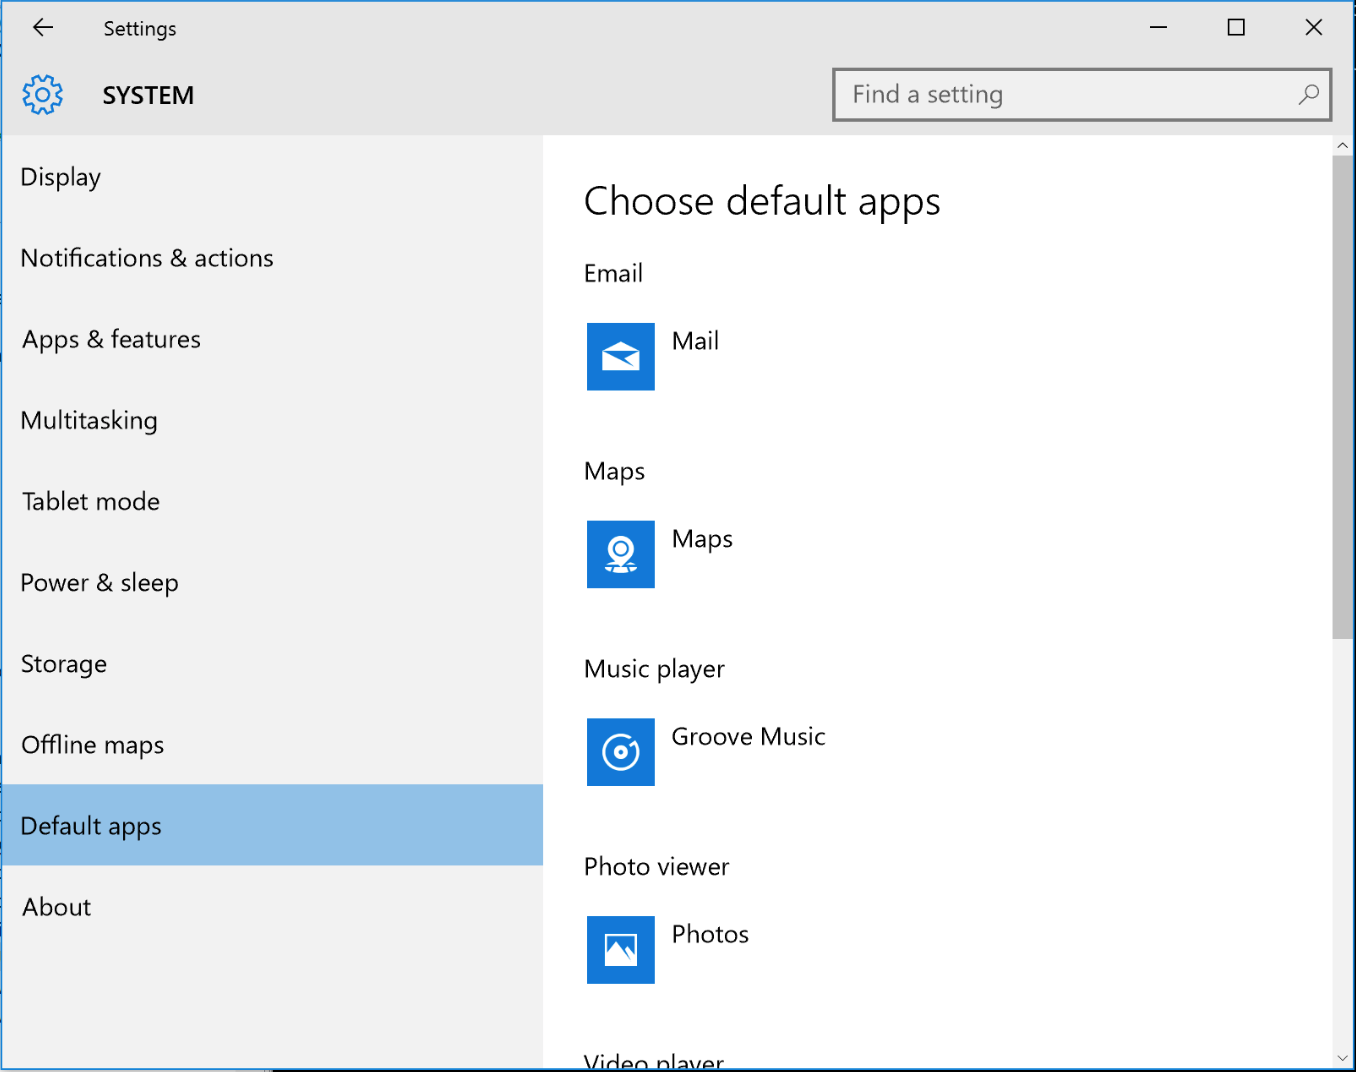 Settings
SYSTEM
Find a setting
Display
Notifications & actions
Apps & features
Multitasking
Tablet mode
Power & sleep
Storage
Offline maps
Default apps
About
Choose default apps
Email
Mail
Maps
Maps
Music player
Groove Music
Photo viewer
Photos
Video player